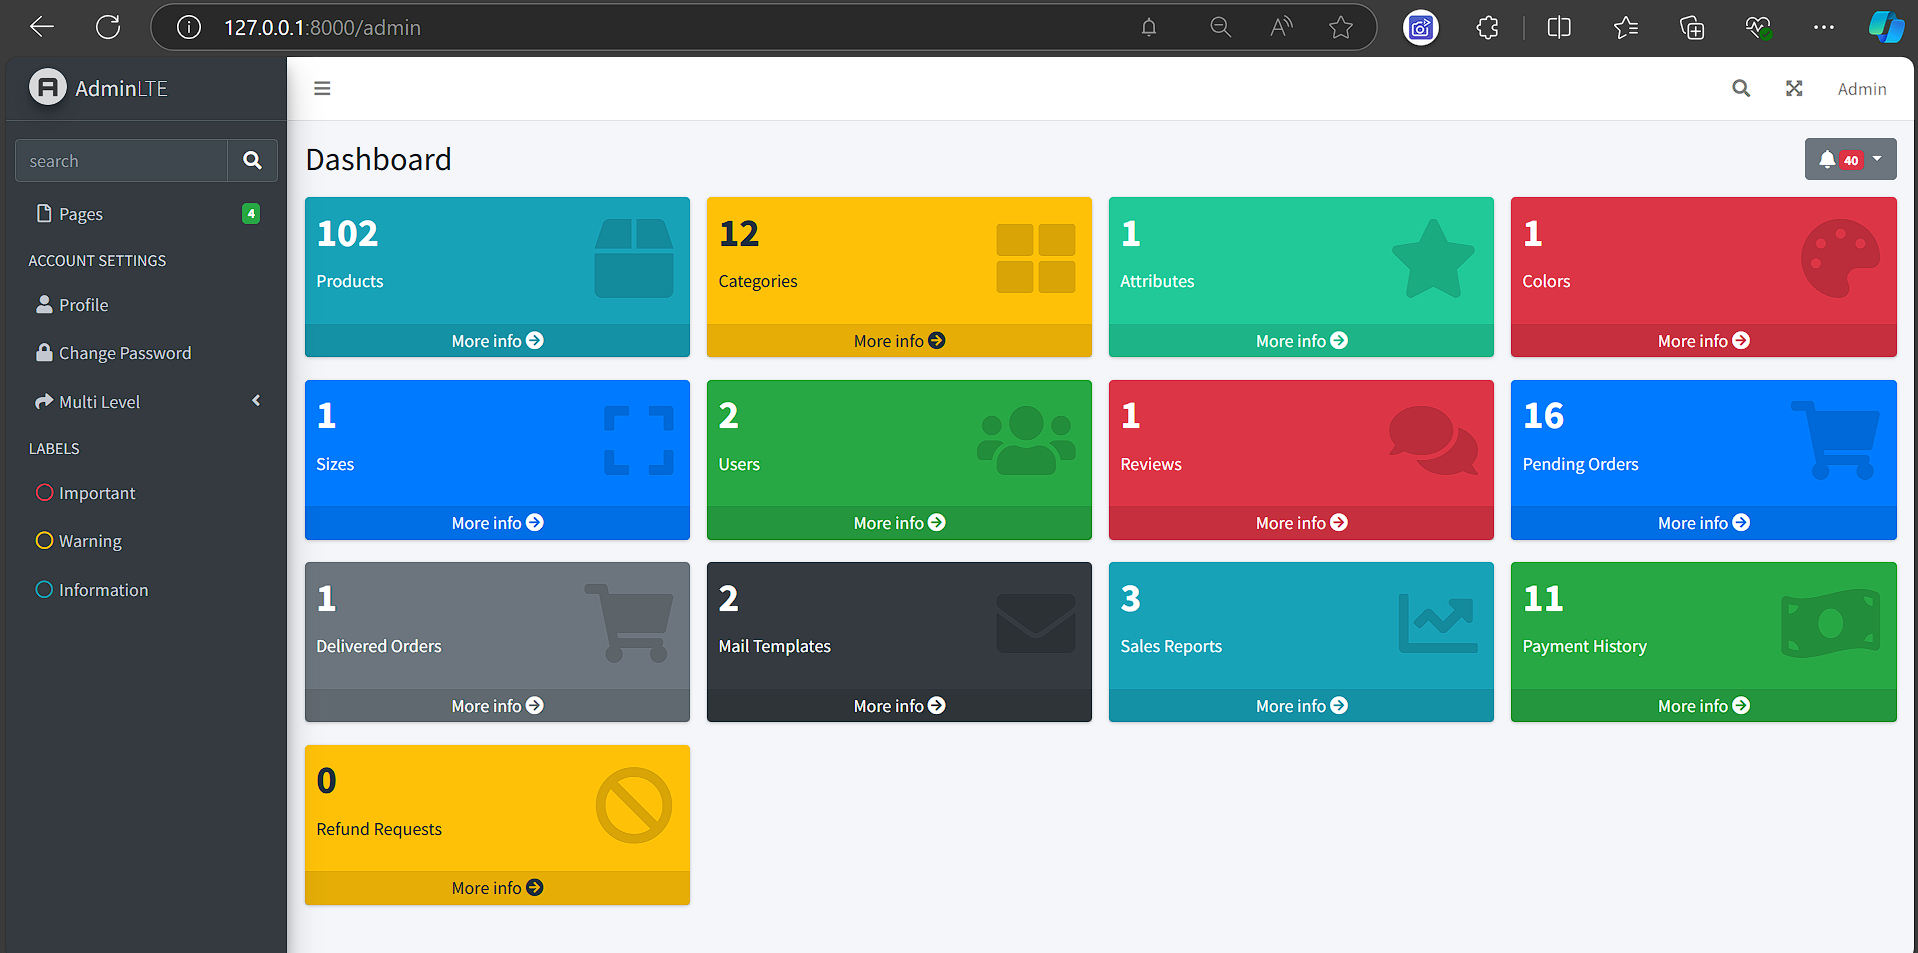 127.0.0.1:8000/admin
AdminLTE
Admin
search
Dashboard
40
Pages 4
ACCOUNT SETTINGS
Profile
Change Password
Multi Level
LABELS
Important
Warning
Information
102
Products
More info
12
Categories
More info
1
Attributes
More info
1
Colors
More info
1
Sizes
More info
2
Users
More info
1
Reviews
More info
16
Pending Orders
More info
1
Delivered Orders
More info
2
Mail Templates
More info
3
Sales Reports
More info
11
Payment History
More info
0
Refund Requests
More info